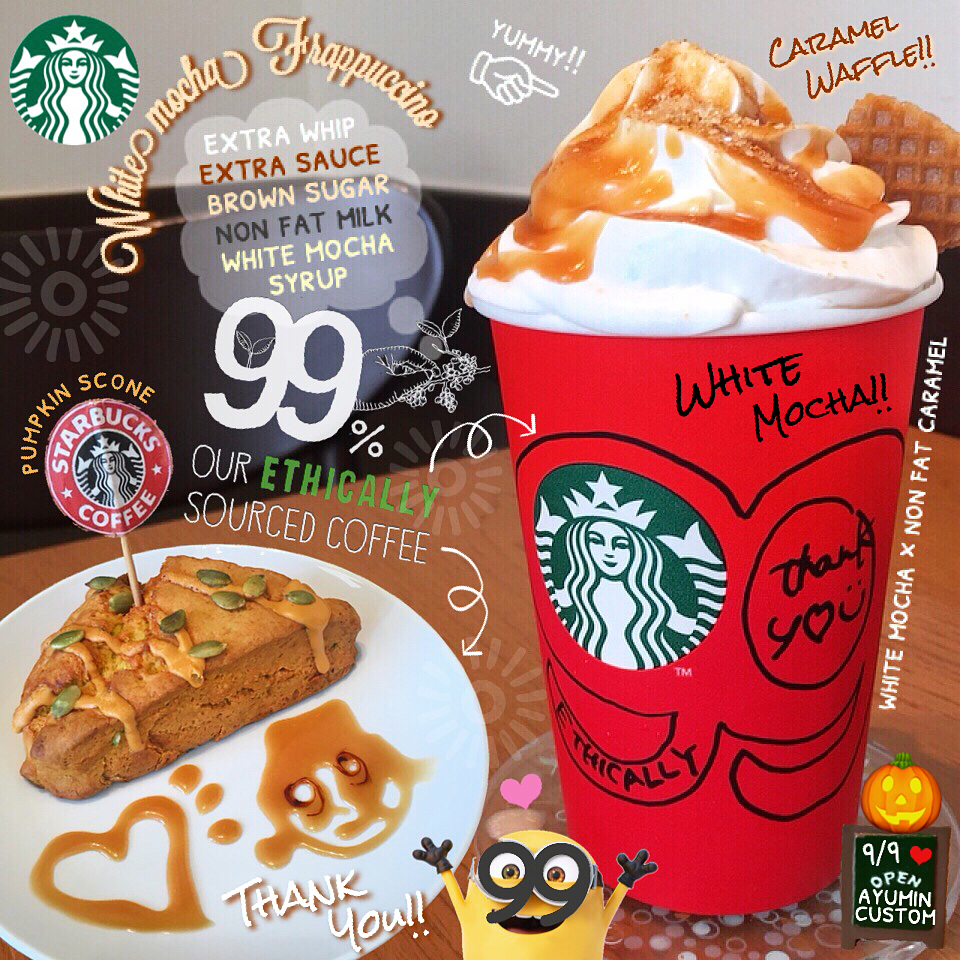 White mocha Frappuccino
EXTRA WHIP
EXTRA SAUCE
BROWN SUGAR
NON FAT MILK
WHITE MOCHA
SYRUP
YUMMY!!
CARAMEL
WAFFLE!!
99%
OUR ETHICALLY
SOURCED COFFEE
PUMPKIN SCONE
STARBUCKS
COFFEE
WHITE
MOCHA!!
thank
you
TM
ETHICALLY
WHITE MOCHA X NON FAT CARAMEL
THANK
YOU!!
99
9/9
OPEN
AYUMIN
CUSTOM